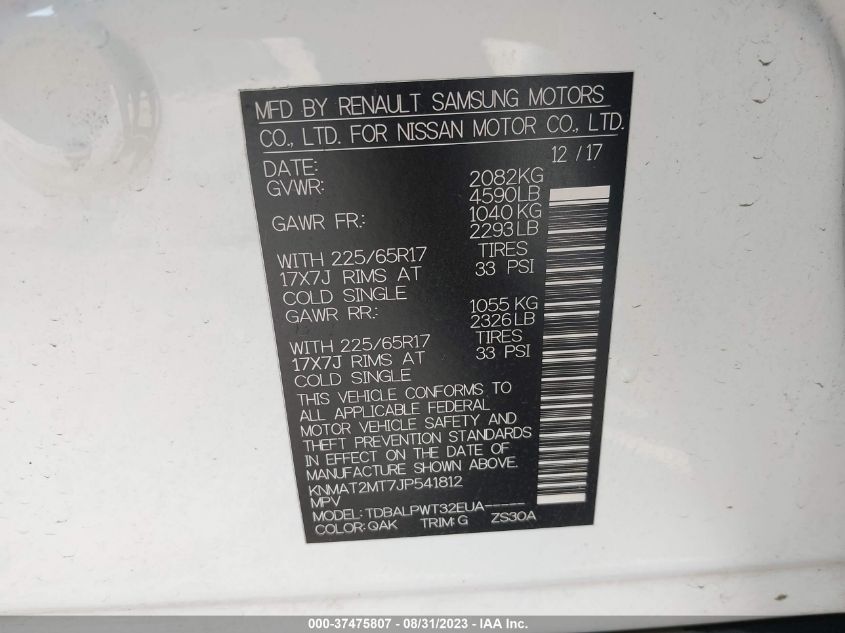 MFD BY RENAULT SAMSUNG MOTORS
CO., LTD. FOR NISSAN MOTOR CO., LTD.
DATE: 12 / 17
GVWR: 2082KG
4590LB
GAWR FR.: 1040 KG
2293 LB
WITH 225/65R17 TIRES
17X7J RIMS AT 33 PSI
COLD SINGLE
GAWR RR.: 1055 KG
2326 LB
WITH 225/65R17 TIRES
17X7J RIMS AT 33 PSI
COLD SINGLE
THIS VEHICLE CONFORMS TO
ALL APPLICABLE FEDERAL
MOTOR VEHICLE SAFETY AND
THEFT PREVENTION STANDARDS
IN EFFECT ON THE DATE OF
MANUFACTURE SHOWN ABOVE.
KNMAT2MT7JP541812
MPV
MODEL: TDBALPWT32EUA-----
COLOR: QAK TRIM: G ZS30A
000-37475807 - 08/31/2023 - IAA Inc.